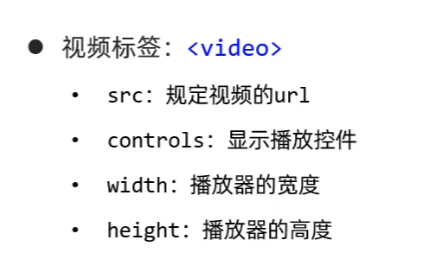 ● 视频标签：<video>
• src：规定视频的url
• controls：显示播放控件
• width：播放器的宽度
• height：播放器的高度